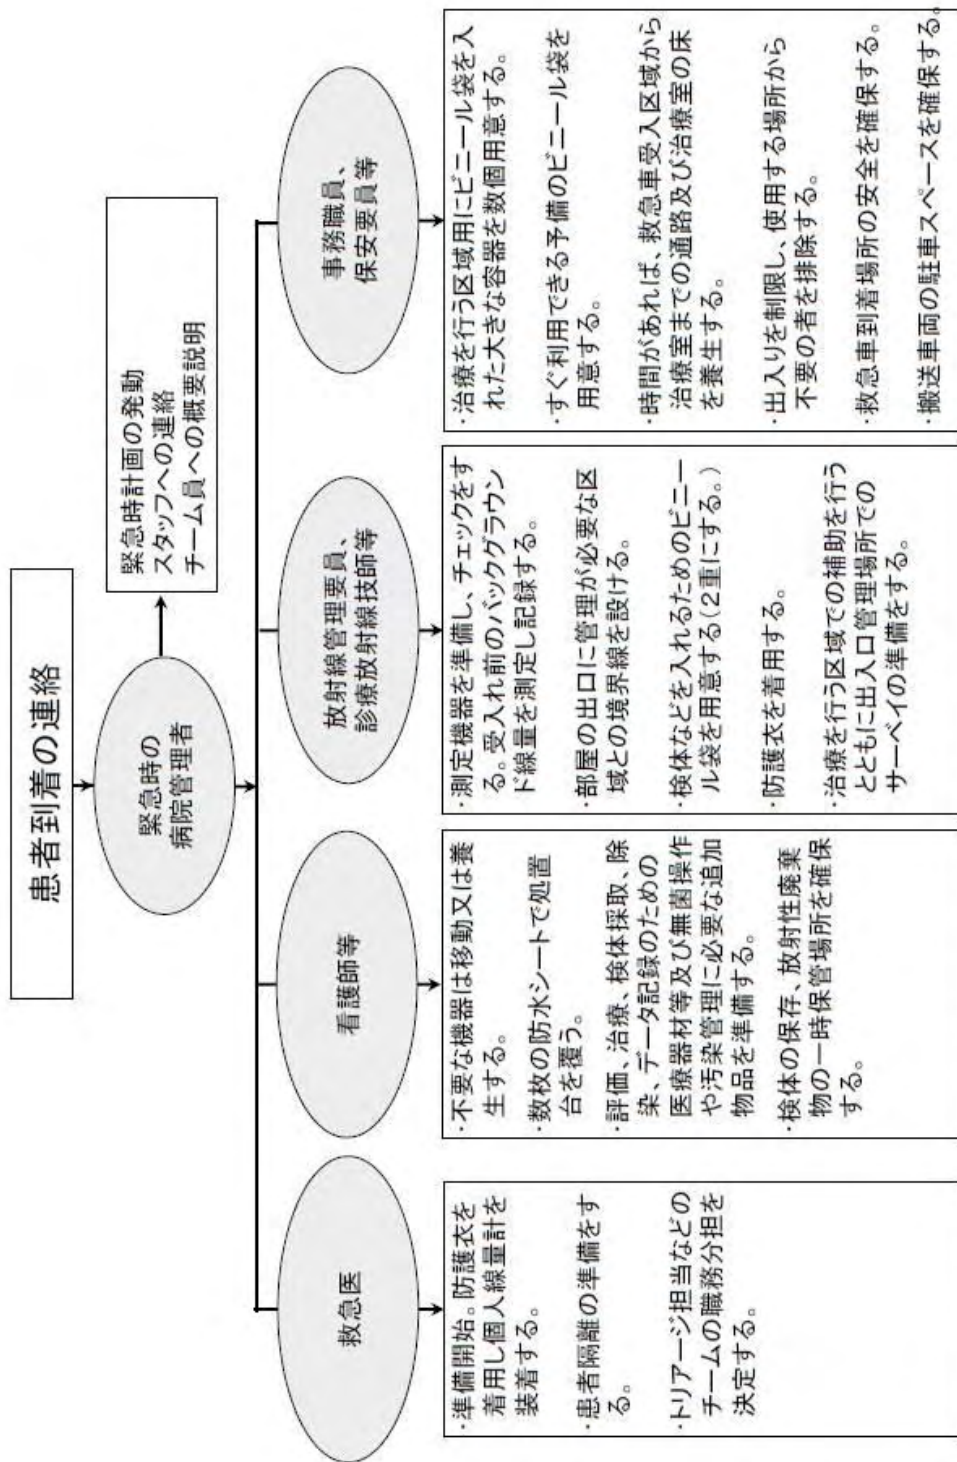 患者到着の連絡
緊急時の
病院管理者
緊急時計画の発動
スタッフへの連絡
チーム員への概要説明
救急医
・準備開始。防護衣を
着用し個人線量計を
装着する。
・患者隔離の準備をす
る。
・トリアージ担当などの
チームの職務分担を
決定する。
看護師等
・不要な機器は移動又は養
生する。
・数枚の防水シートで処置
台を覆う。
・評価、治療、検体採取、除
染、データ記録のための
医療器材等及び無菌操作
や汚染管理に必要な追加
物品を準備する。
・検体の保存、放射性廃棄
物の一時保管場所を確保
する。
放射線管理要員、
診療放射線技師等
・測定機器を準備し、チェックをす
る。受入れ前のバックグラウン
ド線量を測定し記録する。
・部屋の出口に管理が必要な区
域との境界線を設ける。
・検体などを入れるためのビニー
ル袋を用意する(2重にする。)
・防護衣を着用する。
・治療を行う区域での補助を行う
とともに出入口管理場所での
サーベイの準備をする。
事務職員、
保安要員等
・治療を行う区域用にビニール袋を入
れた大きな容器を数個用意する。
・すぐ利用できる予備のビニール袋を
用意する。
・時間があれば、救急車受入区域から
治療室までの通路及び治療室の床
を養生する。
・出入りを制限し、使用する場所から
不要の者を排除する。
・救急車到着場所の安全を確保する。
・搬送車両の駐車スペースを確保する。